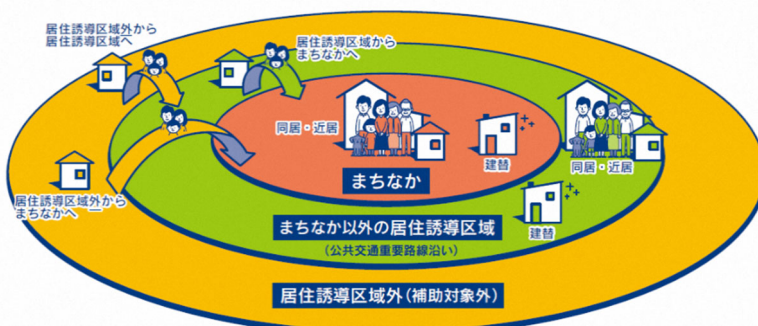 居住誘導区域外から
居住誘導区域へ
居住誘導区域から
まちなかへ
同居・近居
建替
同居・近居
まちなか
居住誘導区域外から
まちなかへ
建替
まちなか以外の居住誘導区域
(公共交通重要路線沿い)
居住誘導区域外(補助対象外)